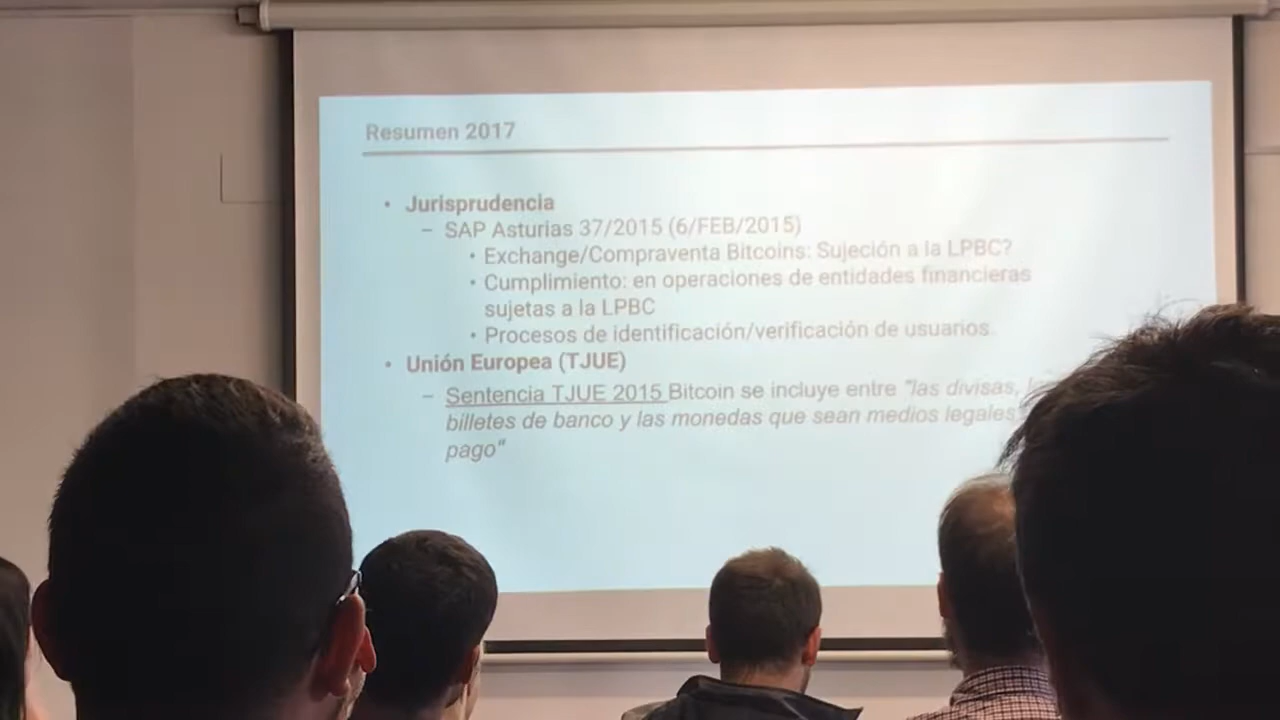 Resumen 2017
• Jurisprudencia
– SAP Asturias 37/2015 (6/FEB/2015)
• Exchange/Compraventa Bitcoins: Sujeción a la LPBC?
• Cumplimiento: en operaciones de entidades financieras
sujetas a la LPBC
• Procesos de identificación/verificación de usuarios
• Unión Europea (TJUE)
– Sentencia TJUE 2015 Bitcoin se incluye entre "las divisas,
billetes de banco y las monedas que sean medios legales
pago"